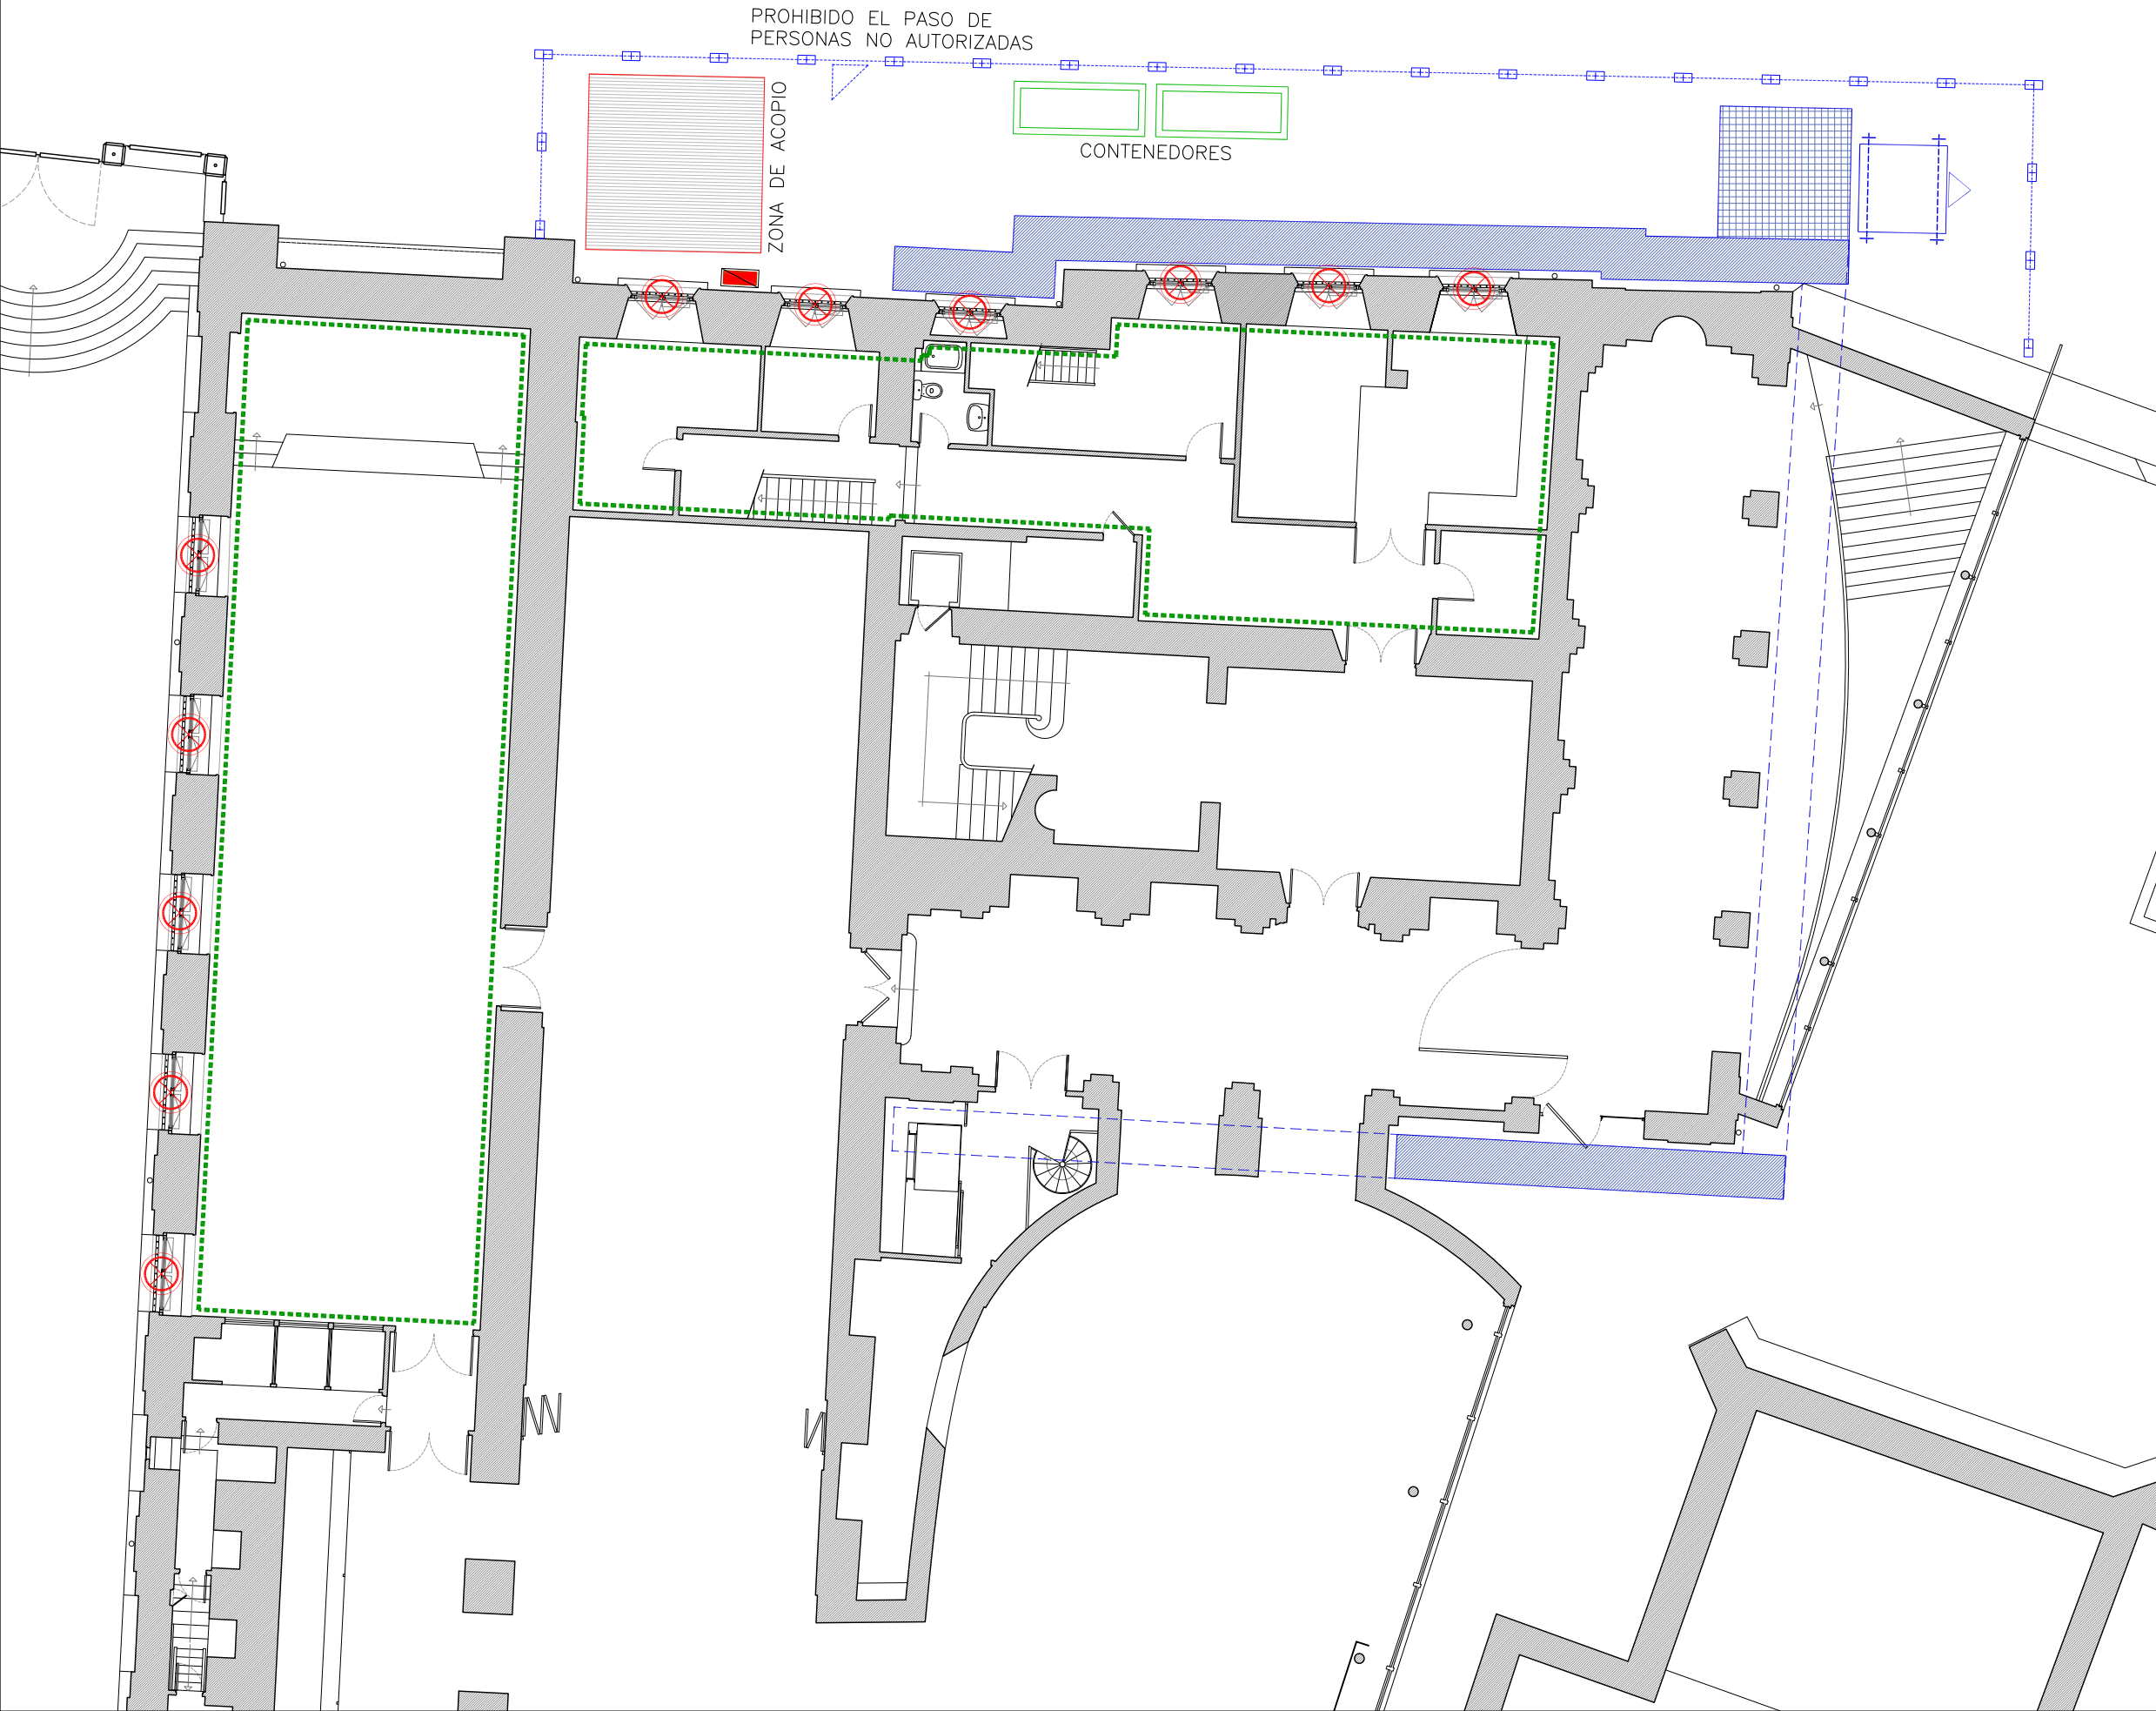 PROHIBIDO EL PASO DE
PERSONAS NO AUTORIZADAS
ZONA DE ACOPIO
CONTENEDORES